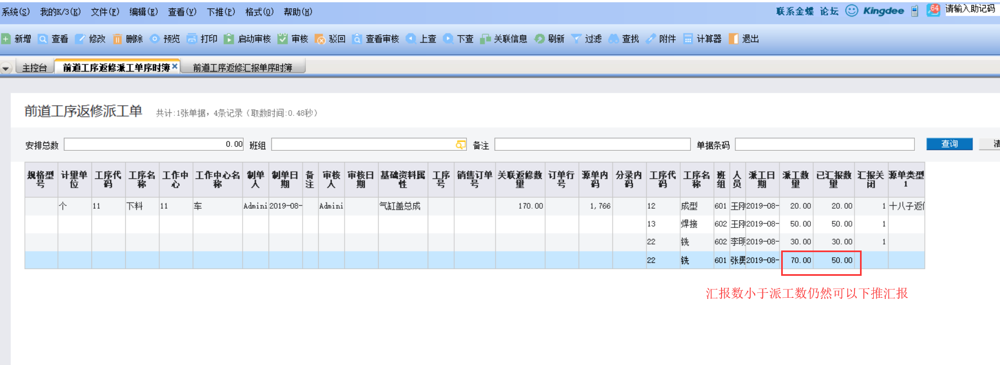 系统(S) 我的K/3(K) 文件(F) 编辑(E) 查看(V) 下推(P) 格式(O) 帮助(H) 联系金蝶 论坛 Kingdee 64 请输入助记码
新增 查看 修改 删除 预览 打印 启动审核 审核 驳回 查看审核 上查 下查 关联信息 刷新 过滤 查找 附件 计算器 退出
主控台 前道工序返修派工单序时簿 前道工序返修汇报单序时簿
前道工序返修派工单 共计:1张单据，4条记录（取数时间:0.48秒）
安排总数 0.00 班组 备注 单据条码 查询
规格型号 计量单位 工序代码 工序名称 工作中心 工作中心名称 制单人 制单日期 备注 审核人 审核日期 基础资料属性 工序号 销售订单号 关联返修数量 订单行号 源单内码 分录内码 工序代码 工序名称 班组 人员 派工日期 派工数量 已汇报数量 汇报关闭 源单类型1
个 11 下料 11 车 Admini 2019-08- Admini 气缸盖总成 170.00 1,766 12 成型 601 王刚 2019-08- 20.00 20.00 1 十八子返
13 焊接 602 王刚 2019-08- 50.00 50.00 1
22 铣 602 李明 2019-08- 30.00 30.00 1
22 铣 601 张勇 2019-08- 70.00 50.00
汇报数小于派工数仍然可以下推汇报